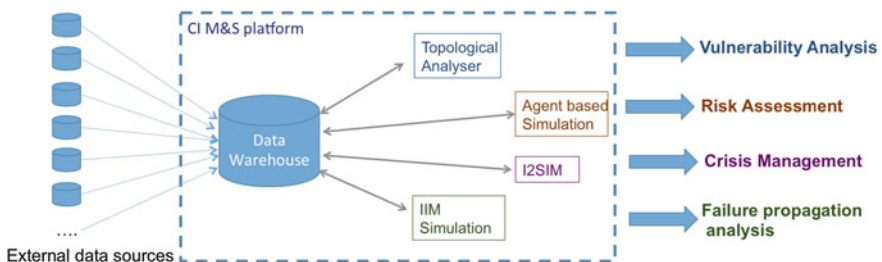 CI M&S platform
Topological
Analyser
Vulnerability Analysis
Agent based
Simulation
Risk Assessment
Data
Warehouse
I2SIM
Crisis Management
IIM
Simulation
Failure propagation
analysis
....
External data sources